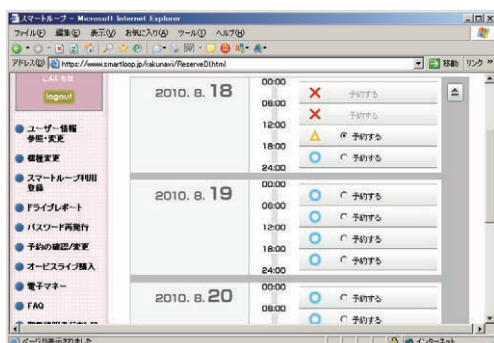 スマートループ - Microsoft Internet Explorer
ファイル(F) 編集(E) 表示(V) お気に入り(A) ツール(T) ヘルプ(H)
アドレス(D) https://www.smartloop.jp/rakunavi/ReserveDI.html 移動 リンク »
こんにちは
logout
ユーザー情報
参照・変更
機種変更
スマートループ利用
登録
ドライブレポート
パスワード再発行
予約の確認/変更
オービスライブ購入
電子マネー
FAQ
2010. 8. 18
00:00
予約する
06:00
予約する
12:00
予約する
18:00
予約する
24:00
2010. 8. 19
00:00
予約する
06:00
予約する
12:00
予約する
18:00
予約する
24:00
2010. 8. 20
00:00
予約する
06:00
予約する
ページが表示されました
インターネット